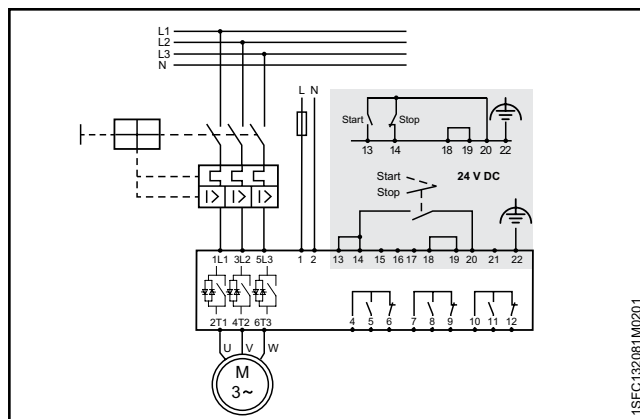 L1
L2
L3
N
L N
Start Stop
13 14 18 19 20 22
Start
Stop
24 V DC
1L1 3L2 5L3 1 2 13 14 15 16 17 18 19 20 21 22
I> I> I>
2T1 4T2 6T3 4 5 6 7 8 9 10 11 12
U V W
M
3~
1SFC132081M0201